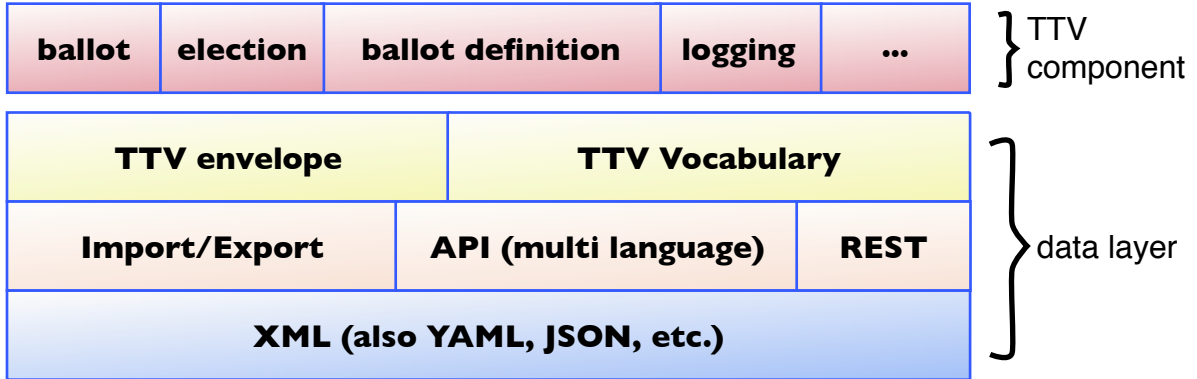 ballot election ballot definition logging ...
TTV
component
TTV envelope TTV Vocabulary
Import/Export API (multi language) REST
data layer
XML (also YAML, JSON, etc.)